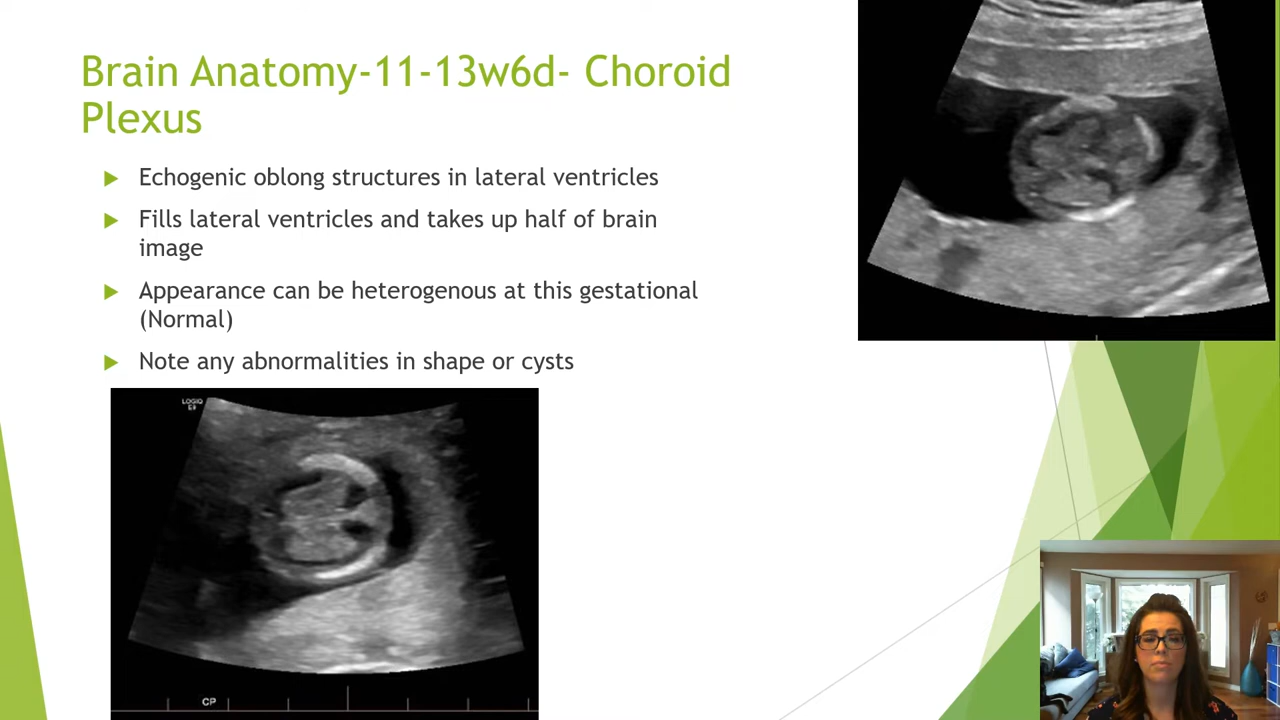 Brain Anatomy-11-13w6d- Choroid
Plexus
Echogenic oblong structures in lateral ventricles
Fills lateral ventricles and takes up half of brain
image
Appearance can be heterogenous at this gestational
(Normal)
Note any abnormalities in shape or cysts
LOGIQ
E9
CP